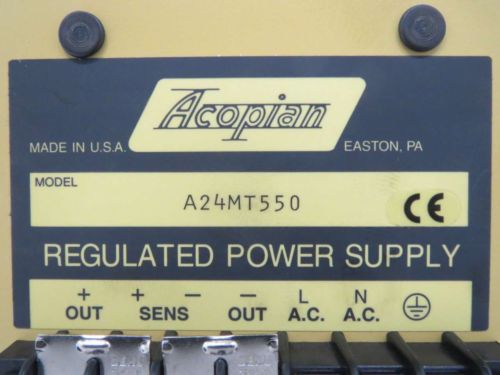 Acopian
MADE IN U.S.A. EASTON, PA
MODEL
A24MT550
CE
REGULATED POWER SUPPLY
+ + − − L N
OUT SENS OUT A.C. A.C.